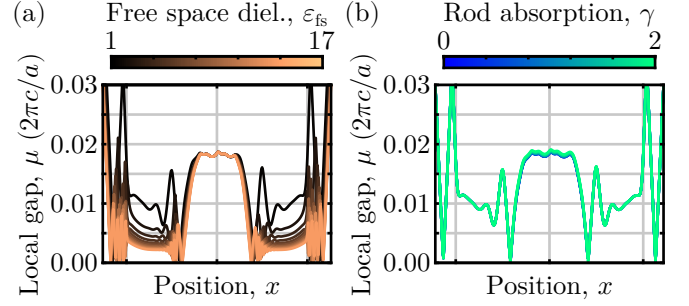 (a) Free space diel., ε_fs
1 17
Local gap, μ (2πc/a)
0.03
0.02
0.01
0.00
Position, x
(b) Rod absorption, γ
0 2
Local gap, μ (2πc/a)
0.03
0.02
0.01
0.00
Position, x